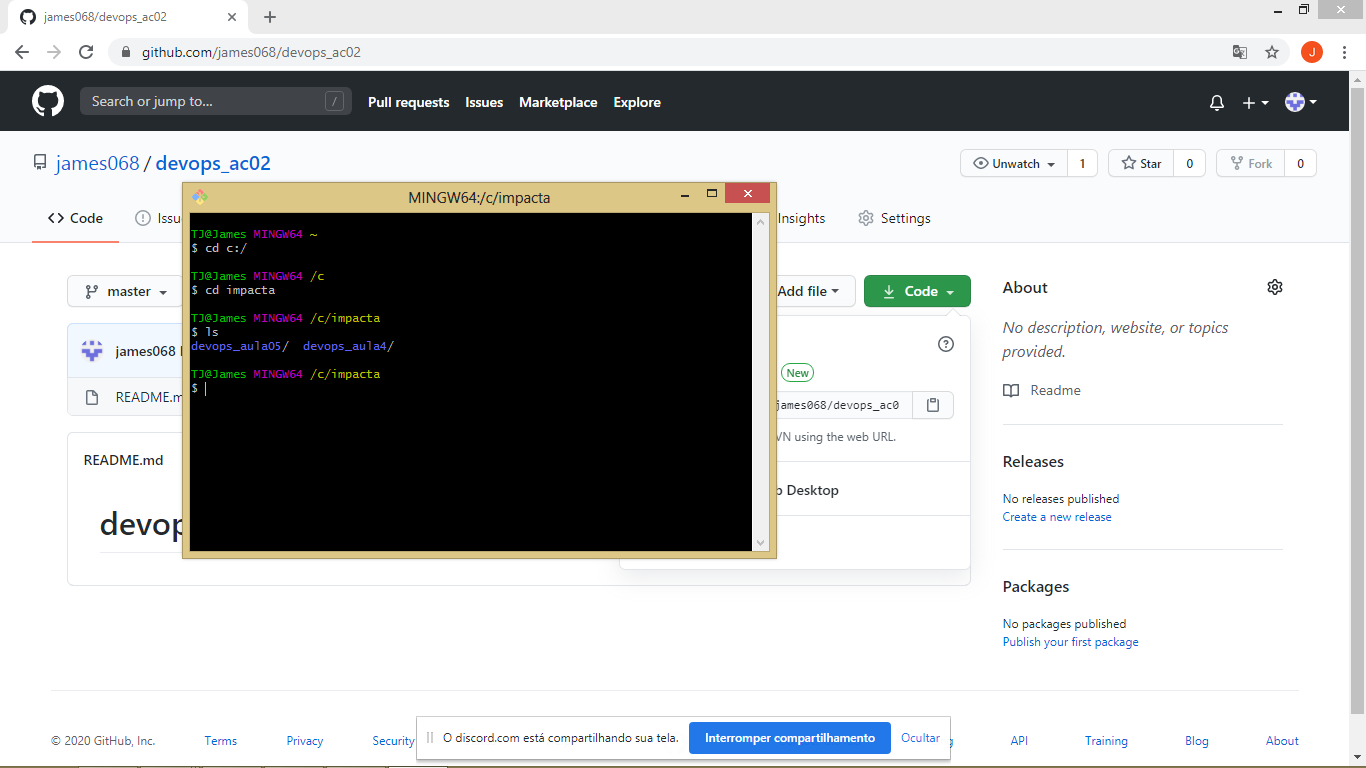 james068/devops_ac02
github.com/james068/devops_ac02
J
Search or jump to...
/
Pull requests
Issues
Marketplace
Explore
james068 / devops_ac02
Unwatch
1
Star
0
Fork
0
Code
Insights
Settings
MINGW64:/c/impacta
TJ@James MINGW64 ~
$ cd c:/
TJ@James MINGW64 /c
$ cd impacta
TJ@James MINGW64 /c/impacta
$ ls
devops_aula05/ devops_aula4/
TJ@James MINGW64 /c/impacta
$
master
Add file
Code
james068
README.m
README.md
devop
New
james068/devops_ac0
VN using the web URL.
Desktop
About
No description, website, or topics
provided.
Readme
Releases
No releases published
Create a new release
Packages
No packages published
Publish your first package
© 2020 GitHub, Inc.
Terms
Privacy
Security
API
Training
Blog
About
O discord.com está compartilhando sua tela.
Interromper compartilhamento
Ocultar